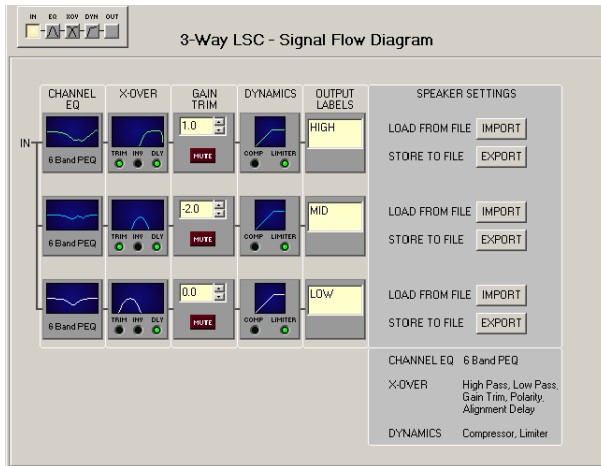 IN EQ XOV DYN OUT
3-Way LSC - Signal Flow Diagram
CHANNEL EQ
X-OVER
GAIN TRIM
DYNAMICS
OUTPUT LABELS
SPEAKER SETTINGS
IN
6 Band PEQ
TRIM INV DLY
1.0
MUTE
COMP LIMITER
HIGH
LOAD FROM FILE IMPORT
STORE TO FILE EXPORT
6 Band PEQ
TRIM INV DLY
-2.0
MUTE
COMP LIMITER
MID
LOAD FROM FILE IMPORT
STORE TO FILE EXPORT
6 Band PEQ
TRIM INV DLY
0.0
MUTE
COMP LIMITER
LOW
LOAD FROM FILE IMPORT
STORE TO FILE EXPORT
CHANNEL EQ 6 Band PEQ
X-OVER High Pass, Low Pass,
Gain Trim, Polarity,
Alignment Delay
DYNAMICS Compressor, Limiter